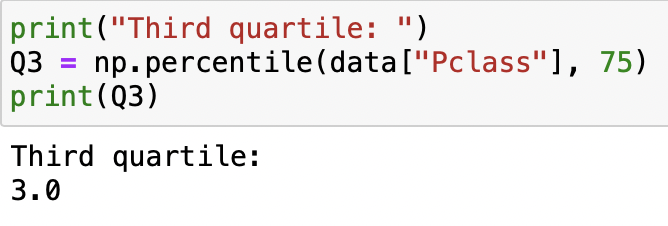 print("Third quartile: ")
Q3 = np.percentile(data["Pclass"], 75)
print(Q3)
Third quartile:
3.0